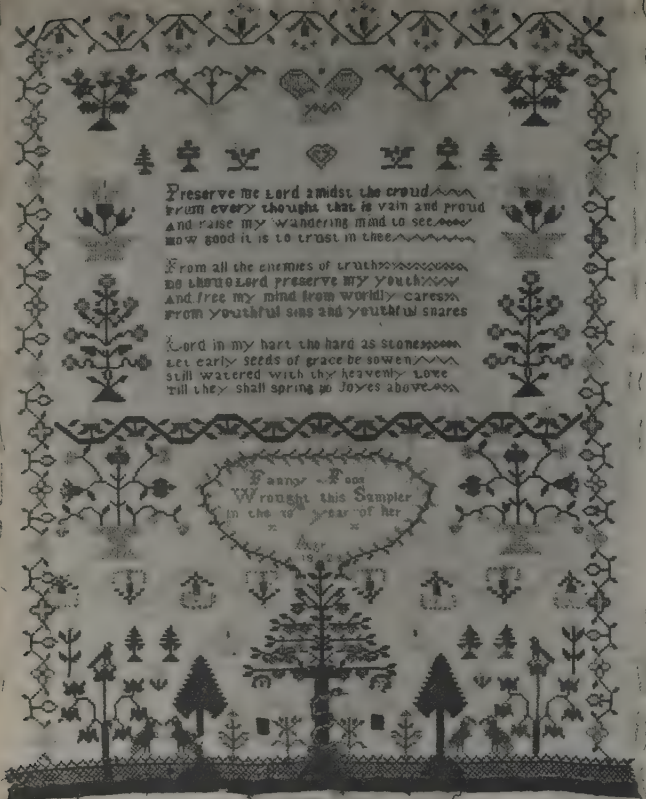 Preserve me Lord amidst the croud
From every thought that is vain and proud
And raise my wandering mind to see
How good it is to trust in thee
From all the enemies of truth
Do thou o Lord preserve my youth
And free my mind from worldly cares
From youthful sins and youthful snares
Lord in my hart tho hard as stone
Let early seeds of grace be sowen
Still watered with thy heavenly Love
Till they shall spring to Joyes above
Fanny
Wrought this Sampler
in the year of her
Age